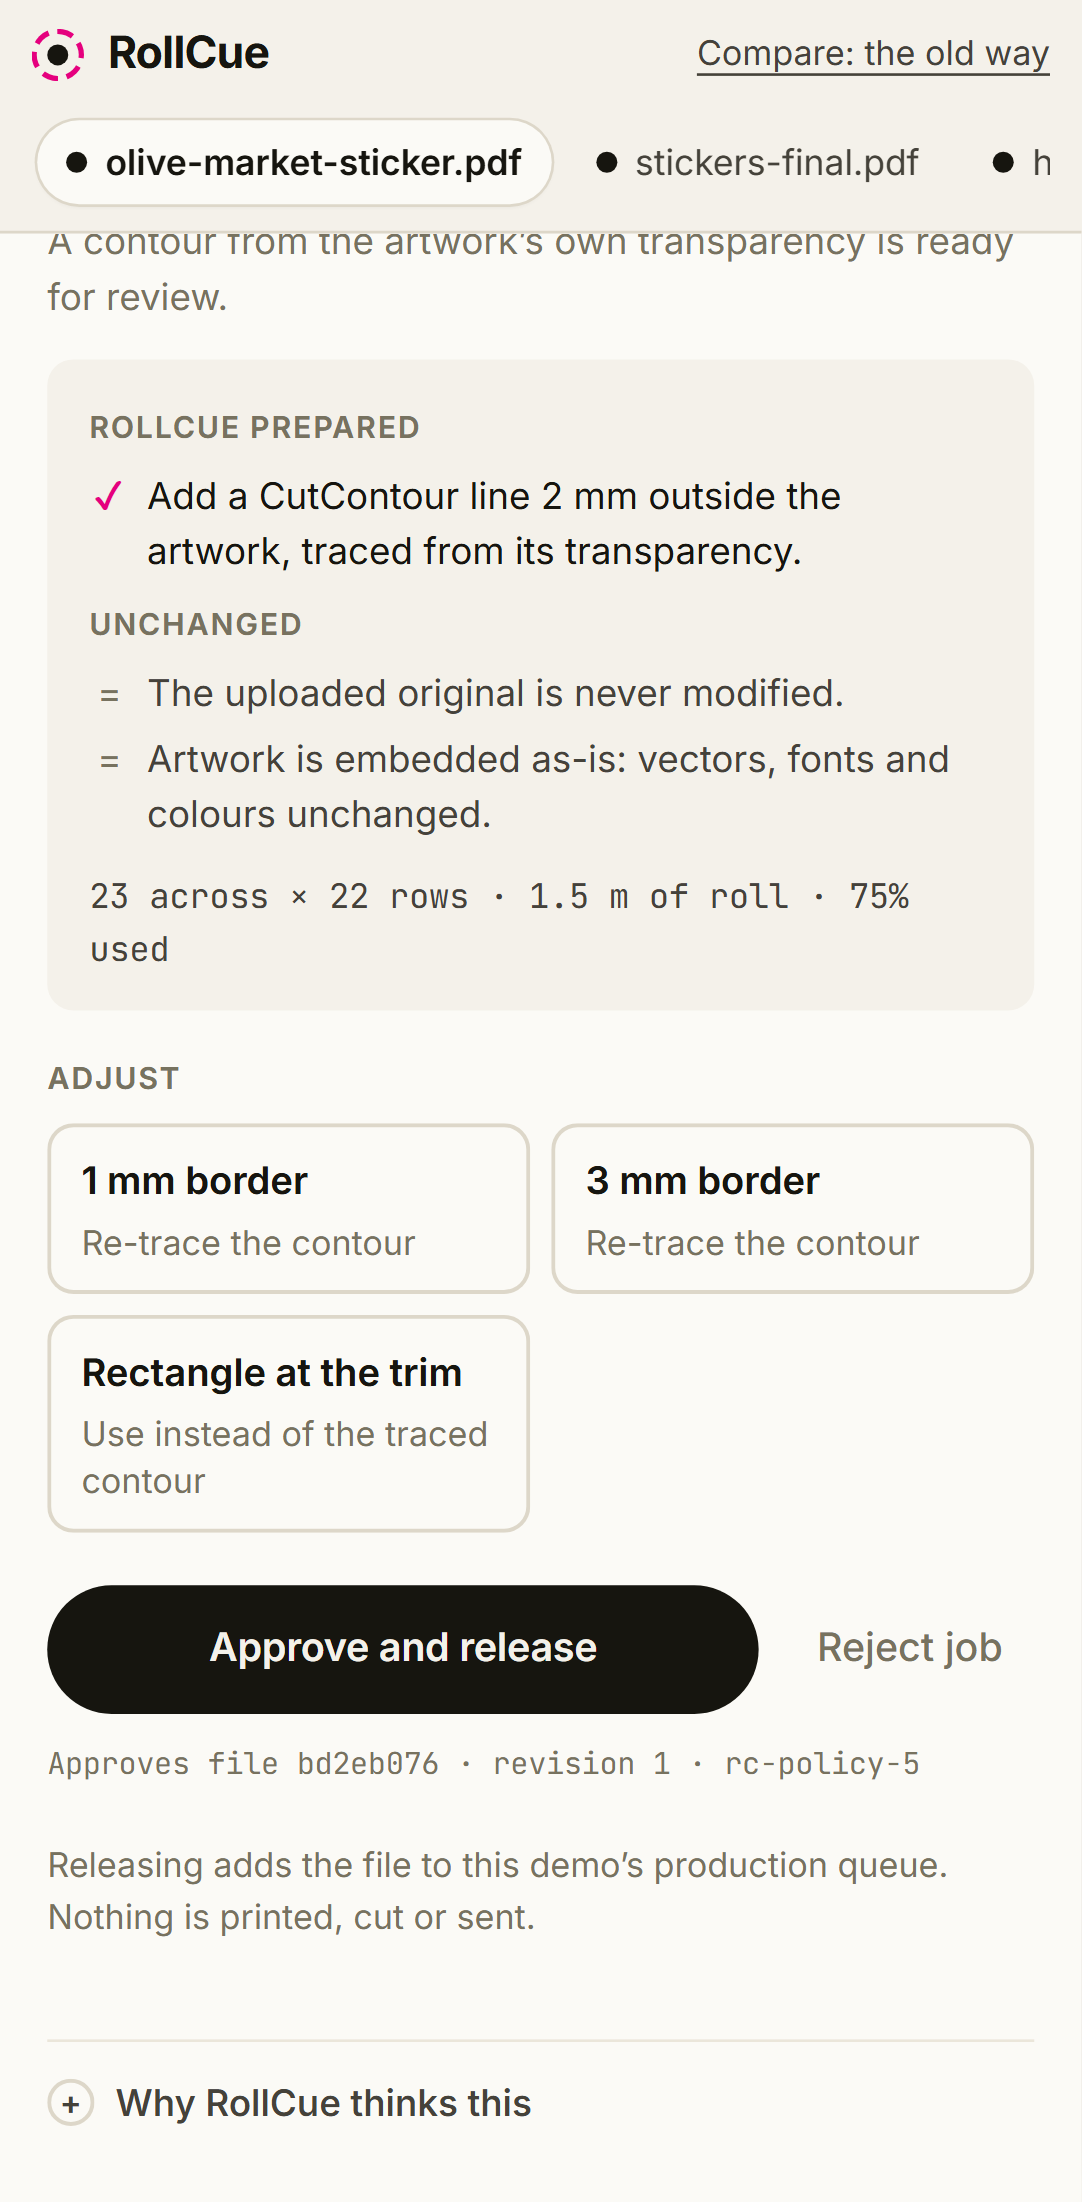 RollCue
Compare: the old way
olive-market-sticker.pdf
stickers-final.pdf
h
A contour from the artwork’s own transparency is ready
for review.
ROLLCUE PREPARED
✓ Add a CutContour line 2 mm outside the
artwork, traced from its transparency.
UNCHANGED
= The uploaded original is never modified.
= Artwork is embedded as-is: vectors, fonts and
colours unchanged.
23 across × 22 rows · 1.5 m of roll · 75%
used
ADJUST
1 mm border
Re-trace the contour
3 mm border
Re-trace the contour
Rectangle at the trim
Use instead of the traced
contour
Approve and release
Reject job
Approves file bd2eb076 · revision 1 · rc-policy-5
Releasing adds the file to this demo’s production queue.
Nothing is printed, cut or sent.
+ Why RollCue thinks this